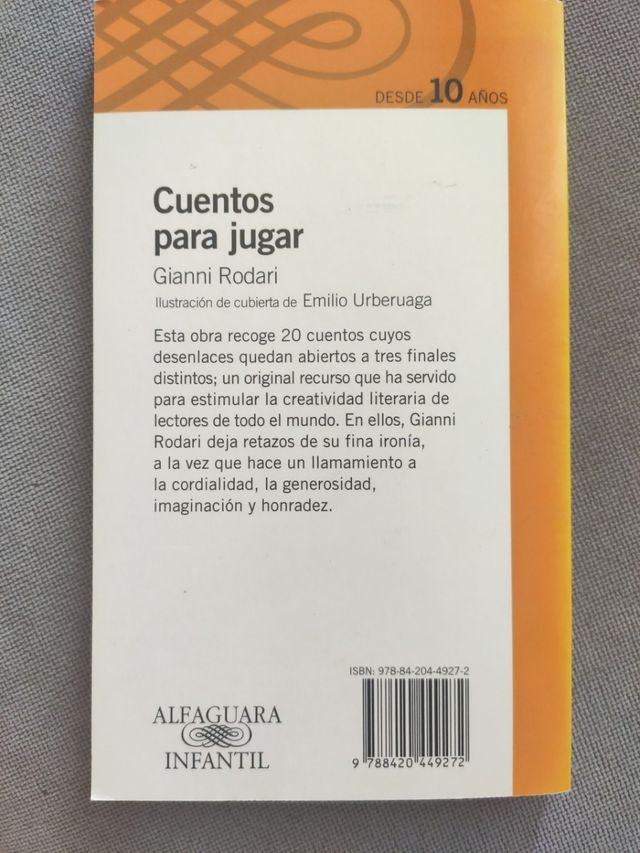 DESDE 10 AÑOS
Cuentos
para jugar
Gianni Rodari
Ilustración de cubierta de Emilio Urberuaga
Esta obra recoge 20 cuentos cuyos
desenlaces quedan abiertos a tres finales
distintos; un original recurso que ha servido
para estimular la creatividad literaria de
lectores de todo el mundo. En ellos, Gianni
Rodari deja retazos de su fina ironía,
a la vez que hace un llamamiento a
la cordialidad, la generosidad,
imaginación y honradez.
ISBN: 978-84-204-4927-2
9 788420 449272
ALFAGUARA
INFANTIL